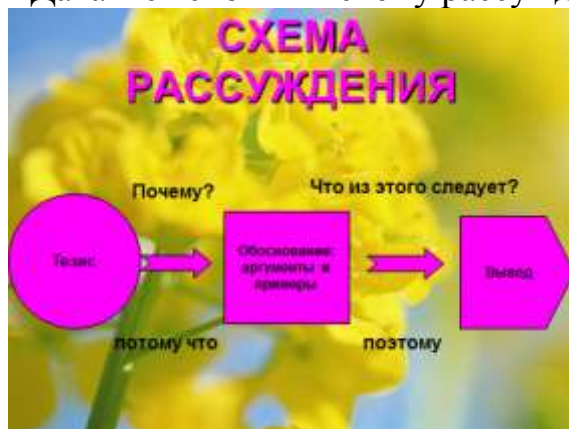 СХЕМА
РАССУЖДЕНИЯ
Почему?
Что из этого следует?
Тезис
Обоснование:
аргументы и
примеры
Вывод
потому что
поэтому